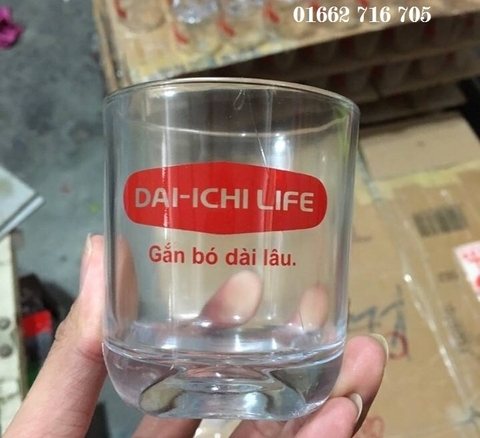 01662 716 705
DAI-ICHI LIFE
Gắn bó dài lâu.